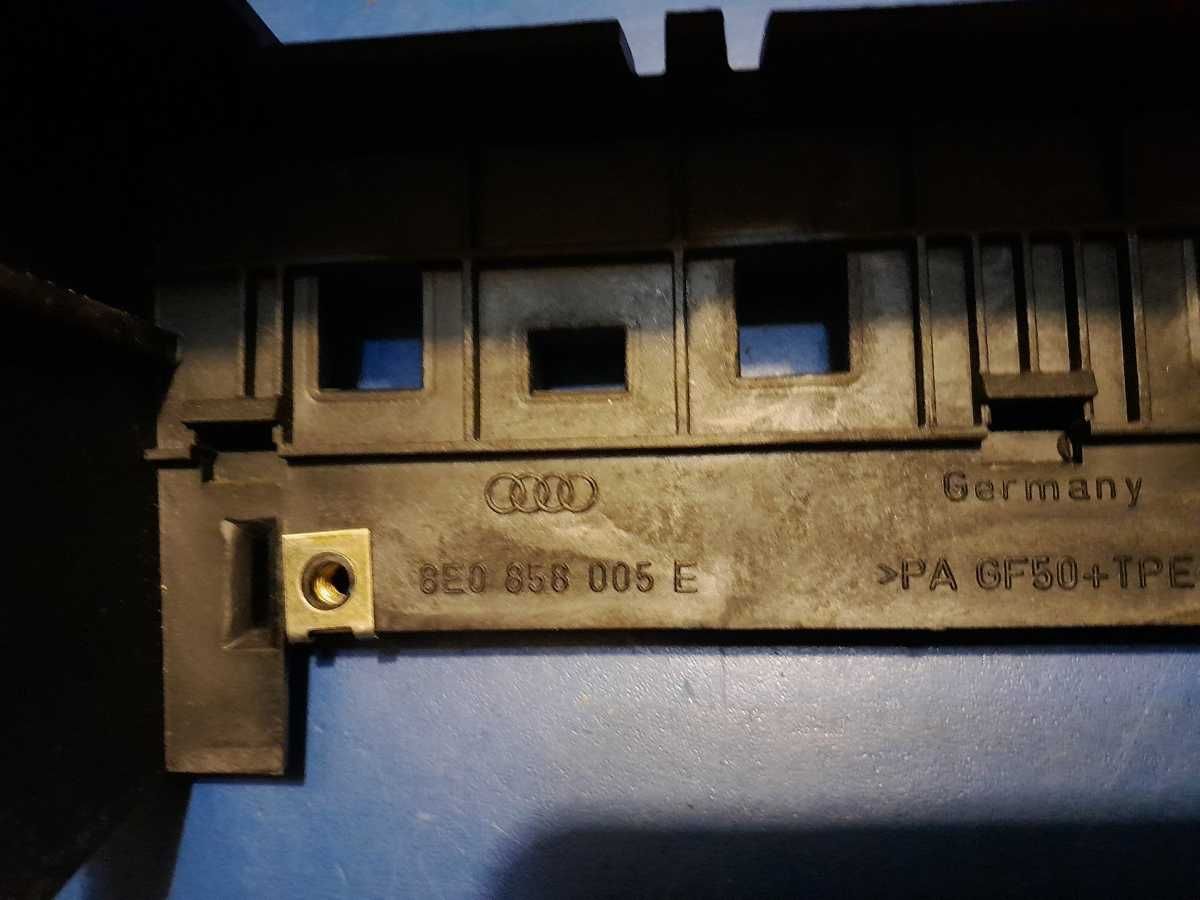 Germany
8E0 858 005 E
>PA GF50+TPE